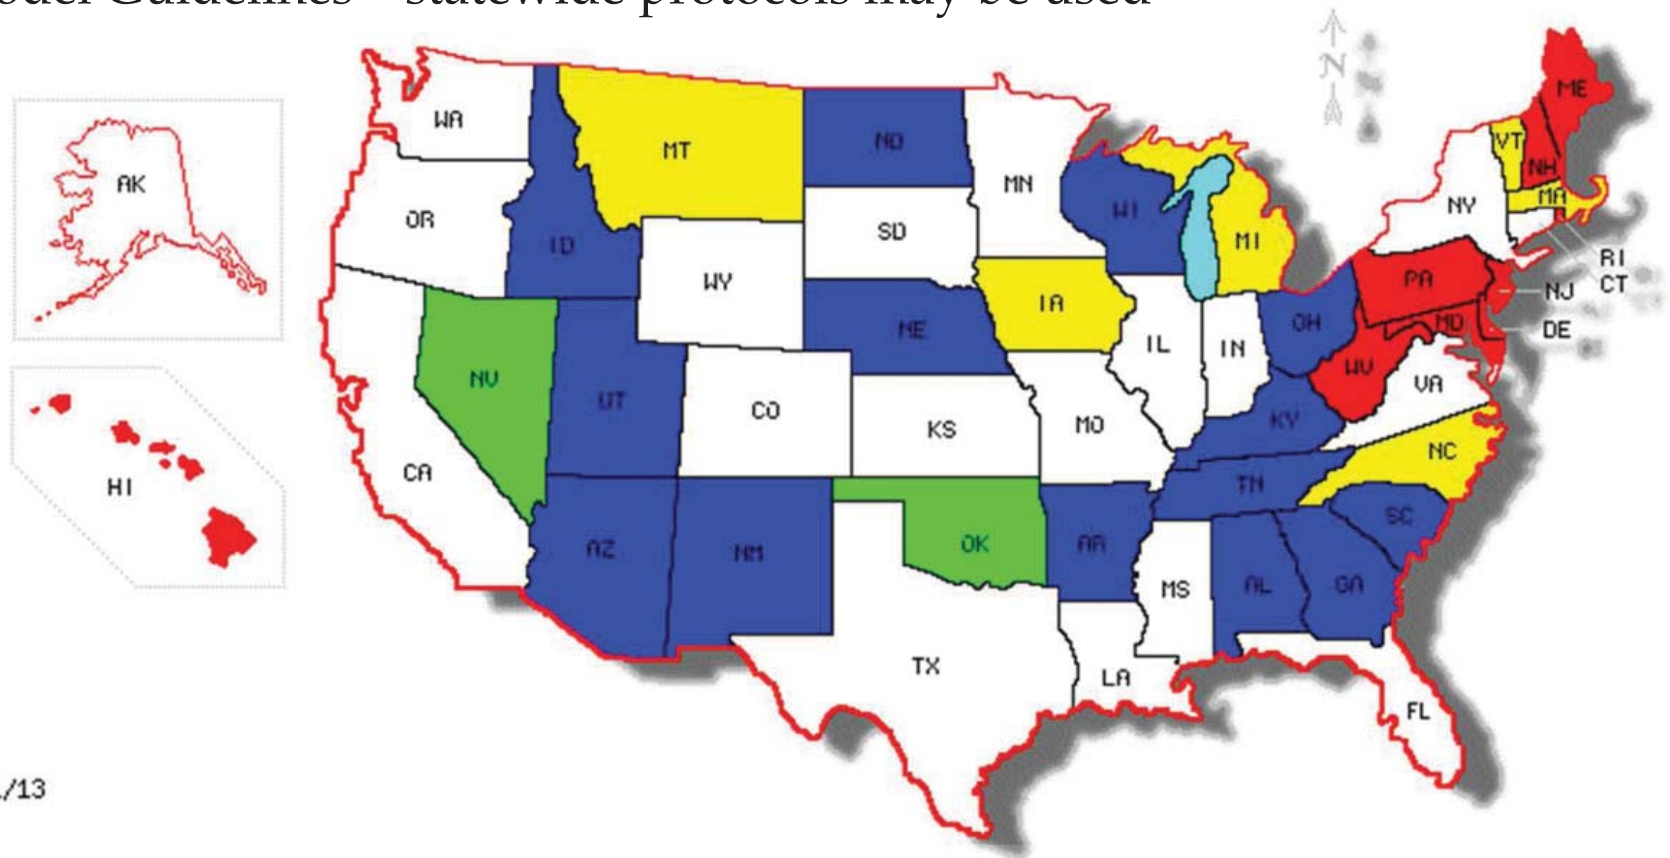 statewide protocols may be used
N
ME
WA
VT
MT
ND
NH
AK
MN
MA
OR
NY
WI
SD
ID
MI
RI
WY
PA
CT
IA
NJ
NE
OH
MD
DE
IL
IN
NV
WV
VA
UT
CO
KY
KS
MO
NC
CA
HI
TN
SC
AZ
NM
OK
AR
MS
AL
GA
TX
LA
FL
/13